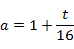 a = 1 + t/16